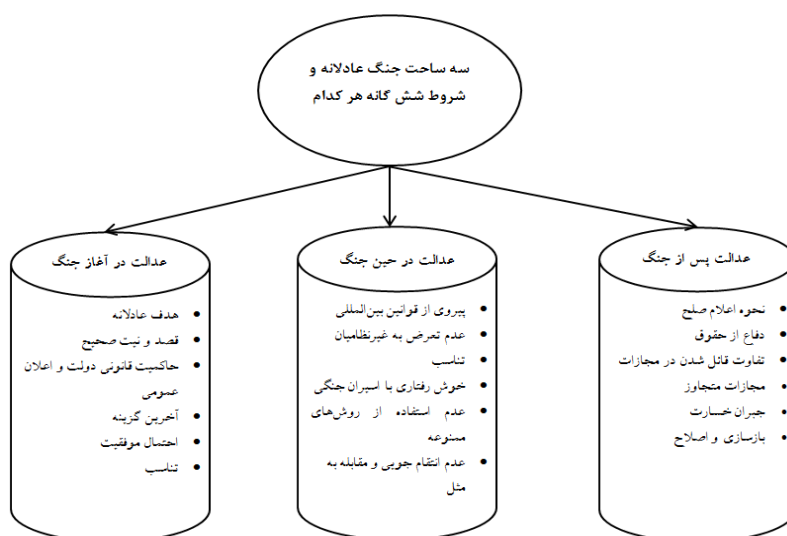 سه ساحت جنگ عادلانه و
شروط شش گانه هر کدام
عدالت پس از جنگ
نحوه اعلام صلح
دفاع از حقوق
تفاوت قائل شدن در مجازات
مجازات متجاوز
جبران خسارت
بازسازی و اصلاح
عدالت در حین جنگ
پیروی از قوانین بین‌المللی
عدم تعرض به غیرنظامیان
تناسب
خوش رفتاری با اسیران جنگی
عدم استفاده از روش‌های
ممنوعه
عدم انتقام جویی و مقابله به
مثل
عدالت در آغاز جنگ
هدف عادلانه
قصد و نیت صحیح
حاکمیت قانونی دولت و اعلان
عمومی
آخرین گزینه
احتمال موفقیت
تناسب